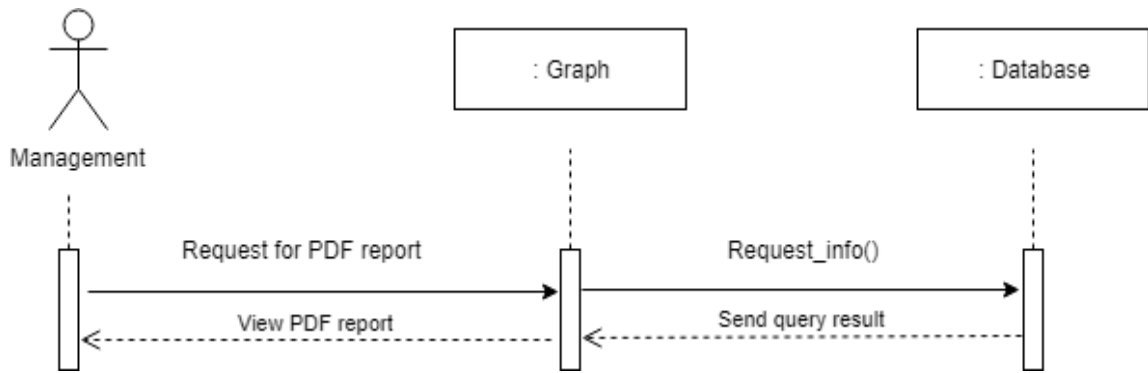 : Graph
: Database
Management
Request for PDF report
Request_info()
View PDF report
Send query result